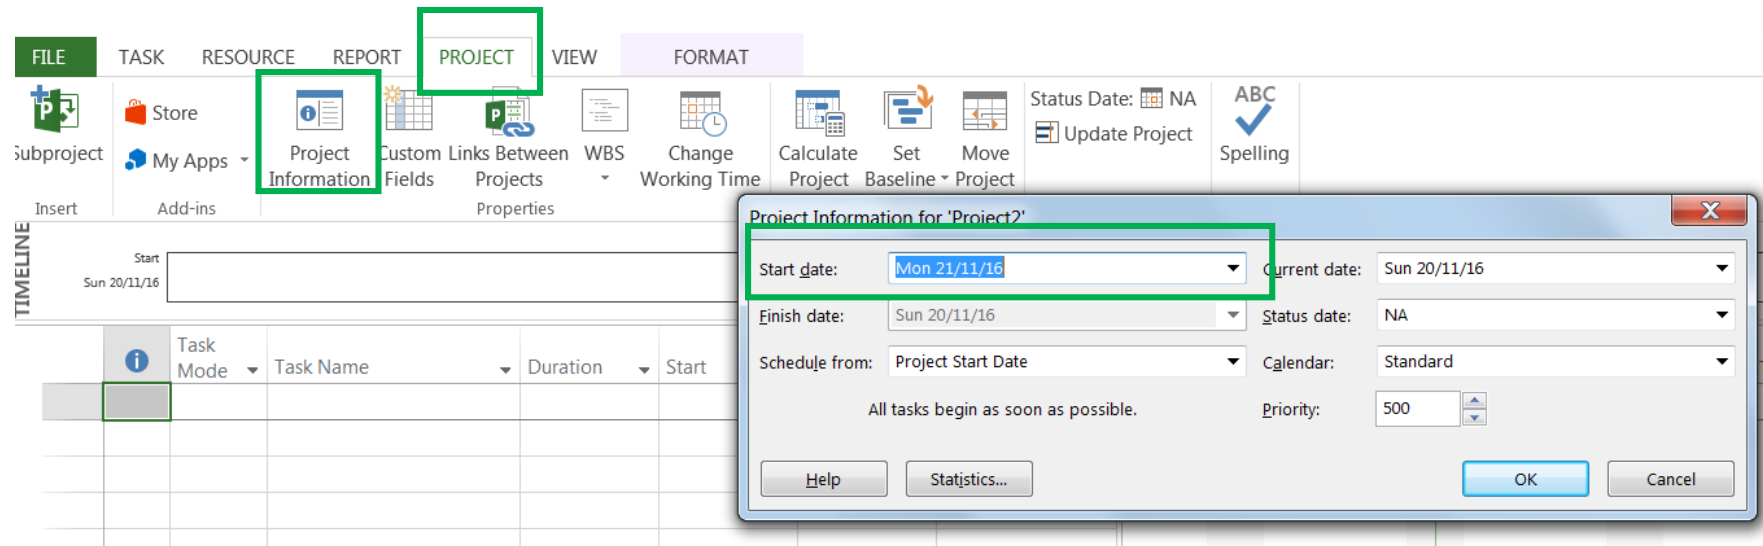 FILE TASK RESOURCE REPORT PROJECT VIEW FORMAT
Subproject
Store
My Apps
Project
Information
Custom
Fields
Links Between
Projects
WBS
Change
Working Time
Calculate
Project
Set
Baseline
Move
Project
Status Date: NA
Update Project
ABC
Spelling
Insert Add-ins Properties
TIMELINE
Start
Sun 20/11/16
Task
Mode
Task Name
Duration
Start
Project Information for 'Project2'
Start date: Mon 21/11/16 Current date: Sun 20/11/16
Finish date: Sun 20/11/16 Status date: NA
Schedule from: Project Start Date Calendar: Standard
All tasks begin as soon as possible. Priority: 500
Help Statistics... OK Cancel